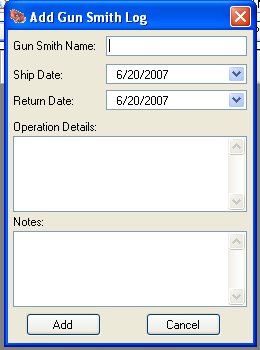 Add Gun Smith Log
Gun Smith Name:
Ship Date: 6/20/2007
Return Date: 6/20/2007
Operation Details:
Notes:
Add Cancel